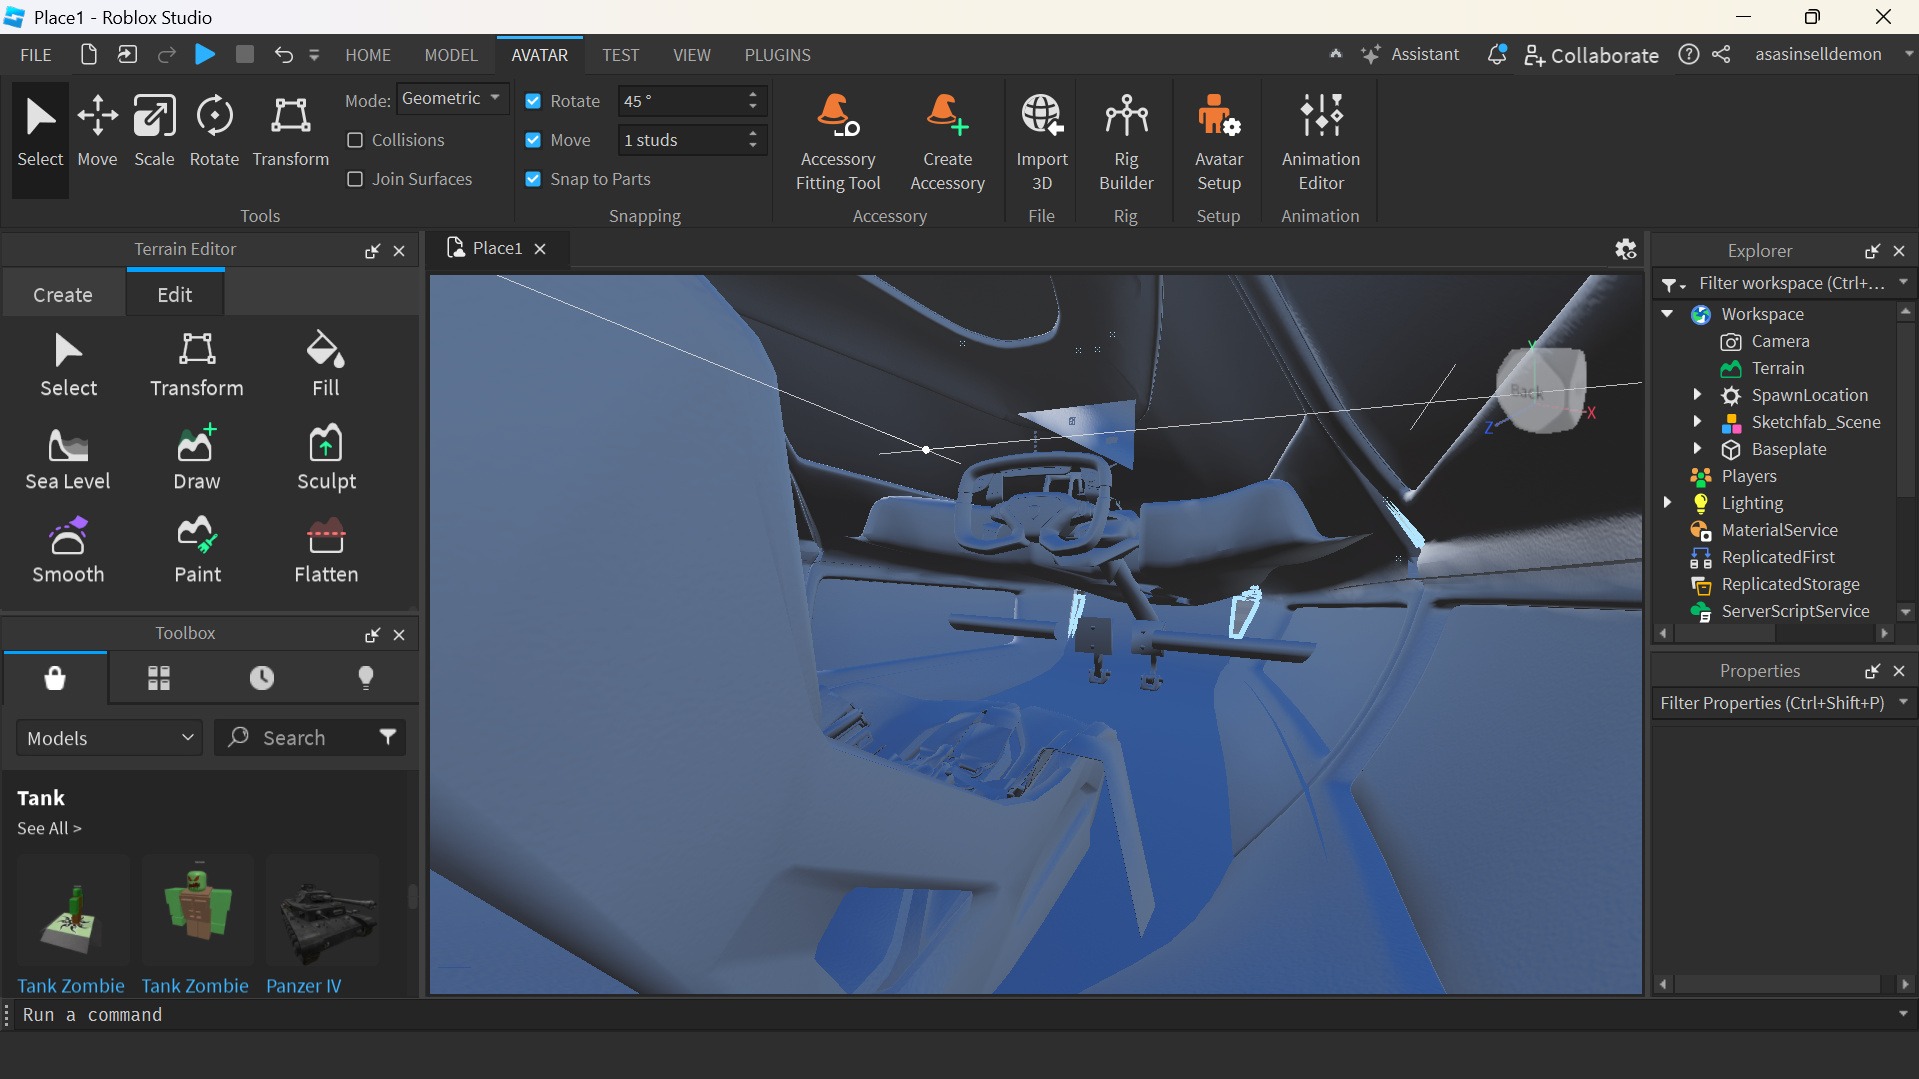 Place1 - Roblox Studio
FILE HOME MODEL AVATAR TEST VIEW PLUGINS Assistant Collaborate asasinselldemon
Select Move Scale Rotate Transform
Mode: Geometric
Collisions
Join Surfaces
Tools
Rotate 45 °
Move 1 studs
Snap to Parts
Snapping
Accessory Fitting Tool
Create Accessory
Accessory
Import 3D
File
Rig Builder
Rig
Avatar Setup
Setup
Animation Editor
Animation
Terrain Editor
Create Edit
Select Transform Fill
Sea Level Draw Sculpt
Smooth Paint Flatten
Toolbox
Models Search
Tank
See All >
Tank Zombie Tank Zombie Panzer IV
Place1
Back
Y
X
Z
Explorer
Filter workspace (Ctrl+...
Workspace
Camera
Terrain
SpawnLocation
Sketchfab_Scene
Baseplate
Players
Lighting
MaterialService
ReplicatedFirst
ReplicatedStorage
ServerScriptService
Properties
Filter Properties (Ctrl+Shift+P)
Run a command